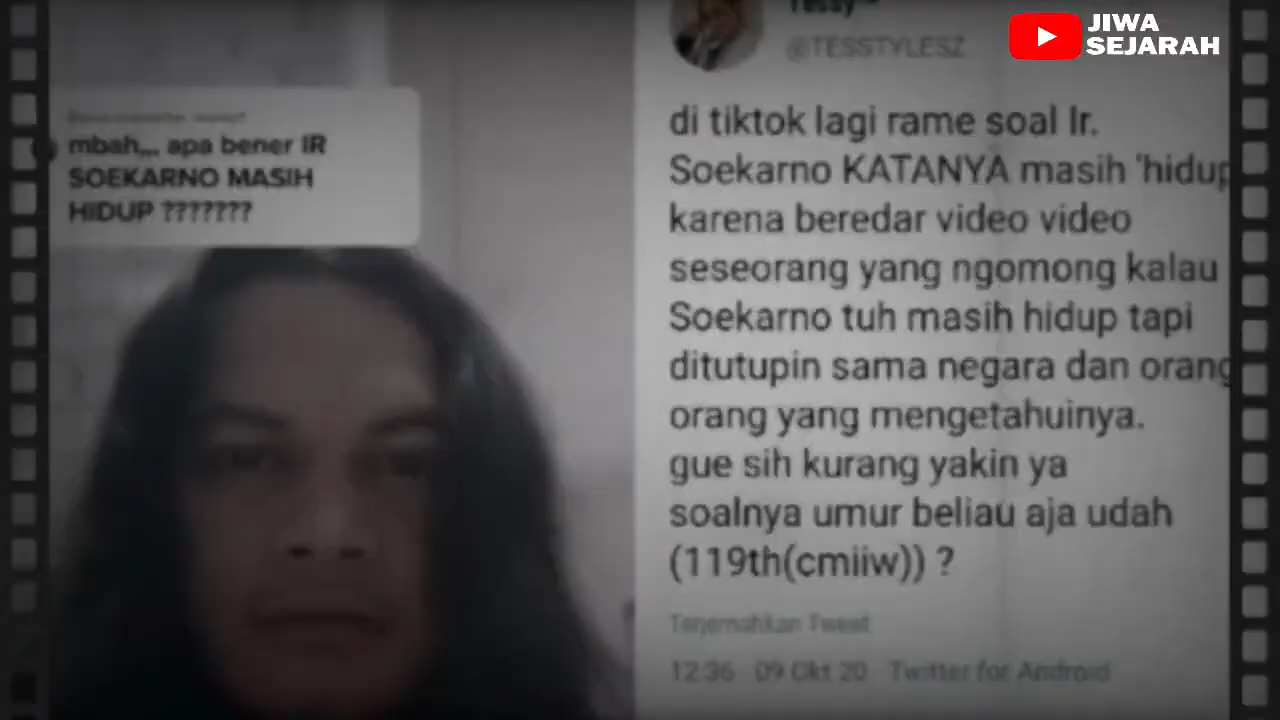 JIWA
SEJARAH
mbah,,, apa bener IR
SOEKARNO MASIH
HIDUP ???????
Tessy
@TESSTYLESZ
di tiktok lagi rame soal Ir.
Soekarno KATANYA masih 'hidup
karena beredar video video
seseorang yang ngomong kalau
Soekarno tuh masih hidup tapi
ditutupin sama negara dan orang
orang yang mengetahuinya.
gue sih kurang yakin ya
soalnya umur beliau aja udah
(119th(cmiiw)) ?
Terjemahkan Tweet
12:36 09 Okt 20 Twitter for Android